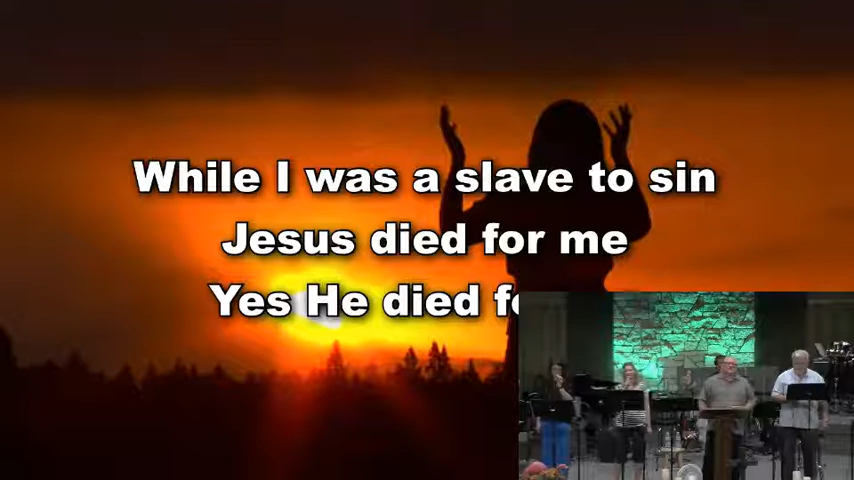 While I was a slave to sin
Jesus died for me
Yes He died